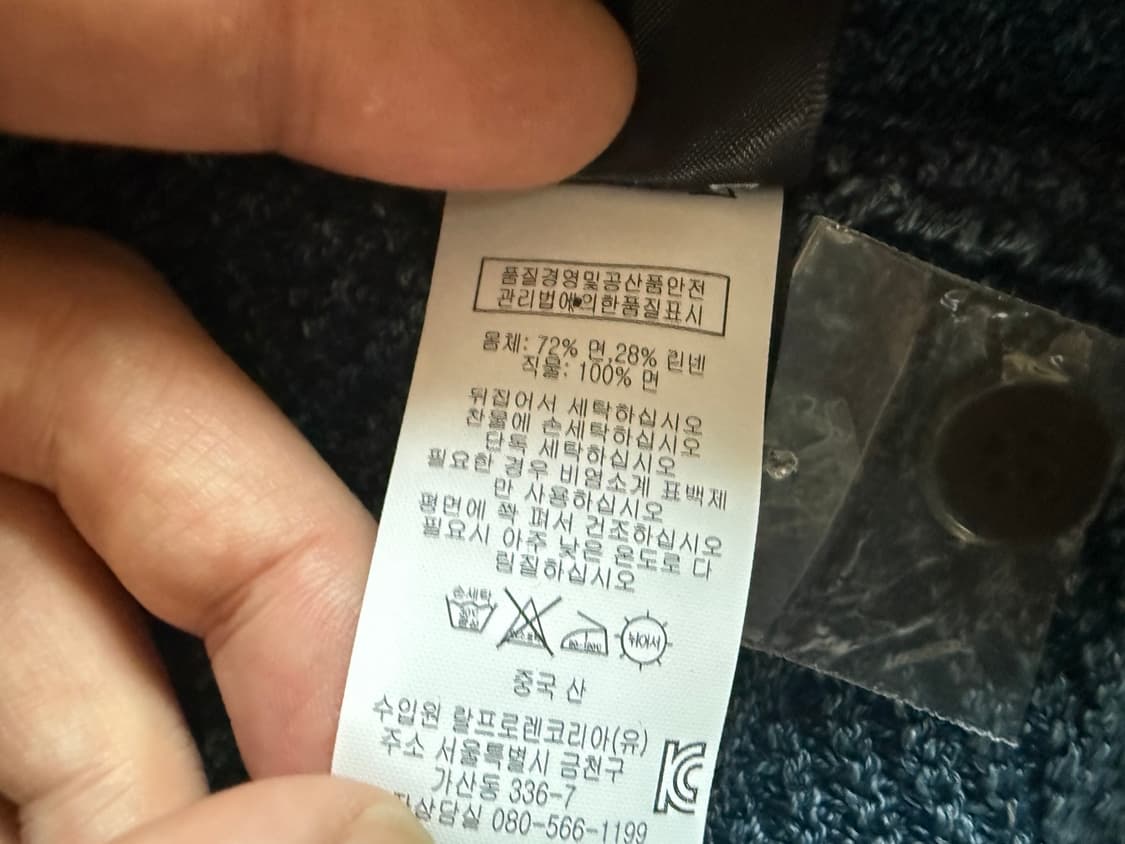 품질경영및공산품안전
관리법에의한품질표시
몸체: 72% 면,28% 린넨
직물: 100% 면
뒤집어서 세탁하십시오
찬물에 손세탁하십시오
단독 세탁하십시오
필요한 경우 비염소계 표백제
만 사용하십시오
평면에 쫙 펴서 건조하십시오
필요시 아주 낮은 온도로 다
림질하십시오
손세탁
뉘어서
중국 산
수입원 랄프로렌코리아(유)
주소 서울특별시 금천구
가산동 336-7
상담실 080-566-1199